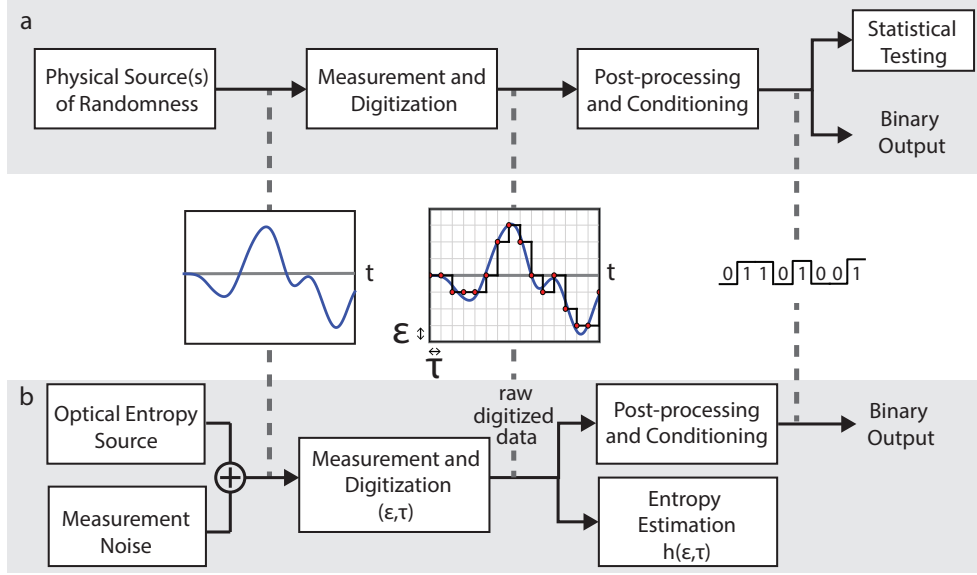 a
Physical Source(s)
of Randomness
Measurement and
Digitization
Post-processing
and Conditioning
Statistical
Testing
Binary
Output
t
t
ε
τ
0 1 1 0 1 0 0 1
b
Optical Entropy
Source
Measurement
Noise
Measurement and
Digitization
(ε,τ)
raw
digitized
data
Post-processing
and Conditioning
Entropy
Estimation
h(ε,τ)
Binary
Output